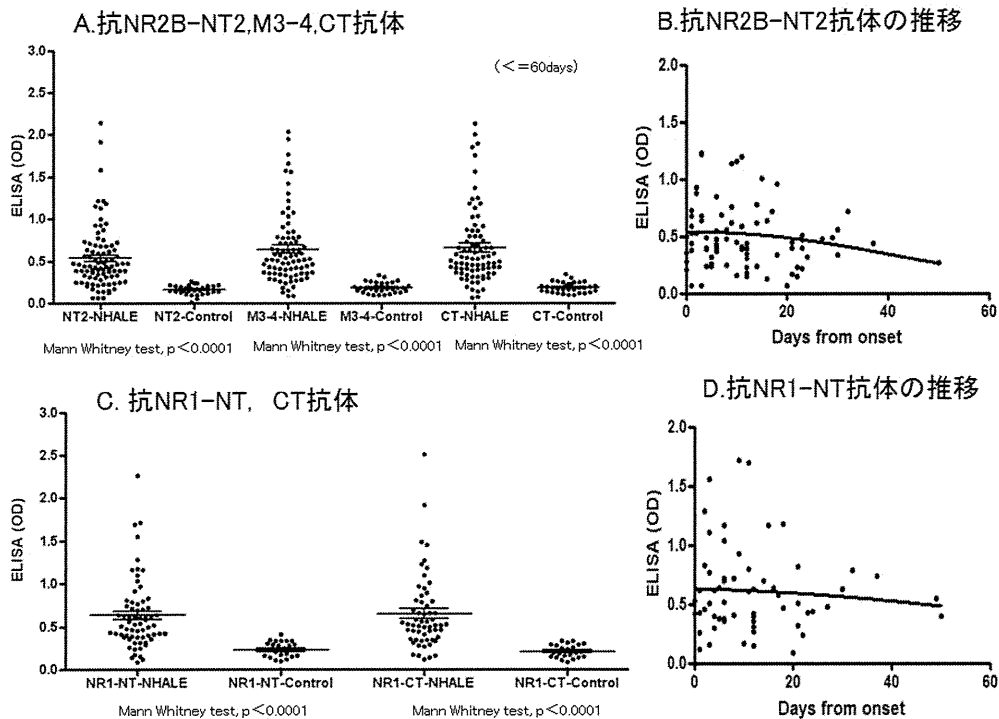 A.抗NR2B-NT2,M3-4,CT抗体
(<=60days)
ELISA (OD)
3.0
2.5
2.0
1.5
1.0
0.5
0.0
NT2-NHALE NT2-Control M3-4-NHALE M3-4-Control CT-NHALE CT-Control
Mann Whitney test, p<0.0001 Mann Whitney test, p<0.0001 Mann Whitney test, p<0.0001
B.抗NR2B-NT2抗体の推移
ELISA (OD)
2.0
1.5
1.0
0.5
0.0
0 20 40 60
Days from onset
C. 抗NR1-NT, CT抗体
ELISA (OD)
3.0
2.5
2.0
1.5
1.0
0.5
0.0
NR1-NT-NHALE NR1-NT-Control NR1-CT-NHALE NR1-CT-Control
Mann Whitney test, p<0.0001 Mann Whitney test, p<0.0001
D.抗NR1-NT抗体の推移
ELISA (OD)
2.0
1.5
1.0
0.5
0.0
0 20 40 60
Days from onset